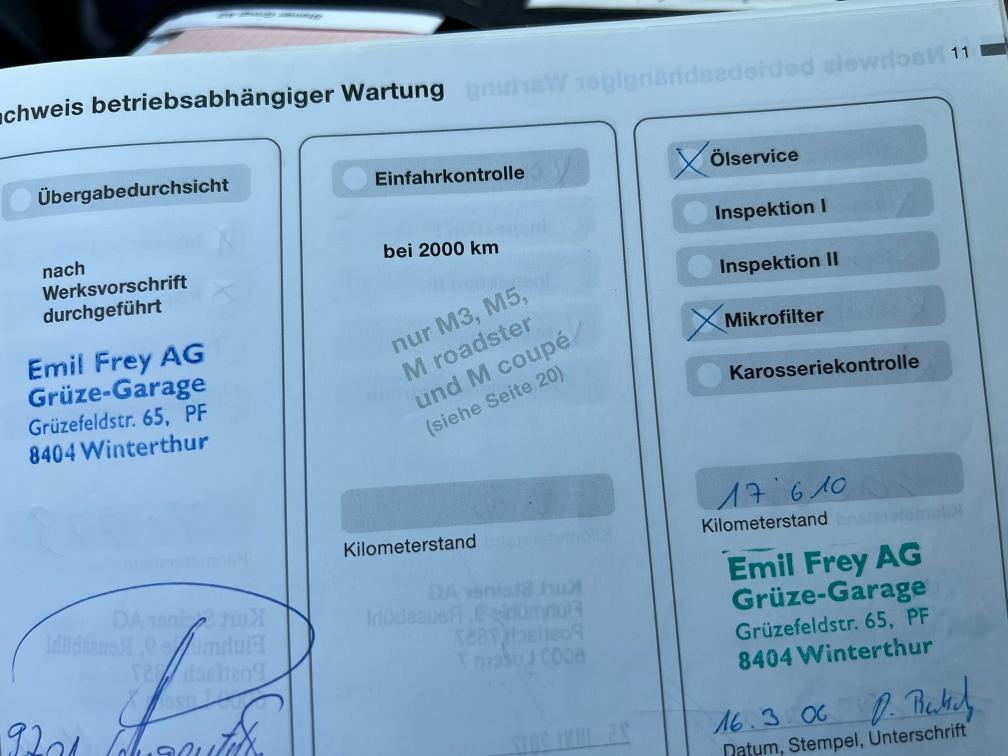 11
achweis betriebsabhängiger Wartung
Übergabedurchsicht
nach
Werksvorschrift
durchgeführt
Emil Frey AG
Grüze-Garage
Grüzefeldstr. 65, PF
8404 Winterthur
Einfahrkontrolle
bei 2000 km
nur M3, M5,
M roadster
und M coupé
(siehe Seite 20)
Kilometerstand
Ölservice
Inspektion I
Inspektion II
Mikrofilter
Karosseriekontrolle
17'610
Kilometerstand
Emil Frey AG
Grüze-Garage
Grüzefeldstr. 65, PF
8404 Winterthur
16.3.06
Datum, Stempel, Unterschrift